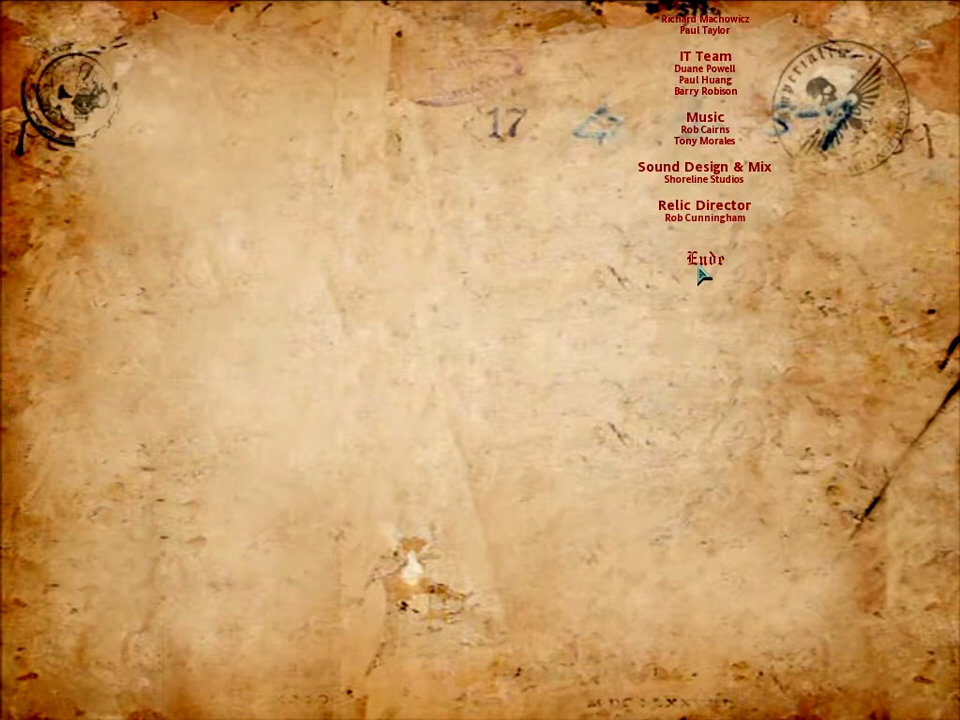 Richard Machowicz
Paul Taylor
IT Team
Duane Powell
Paul Huang
Barry Robison
Music
Rob Cairns
Tony Morales
Sound Design & Mix
Shoreline Studios
Relic Director
Rob Cunningham
Ende
17